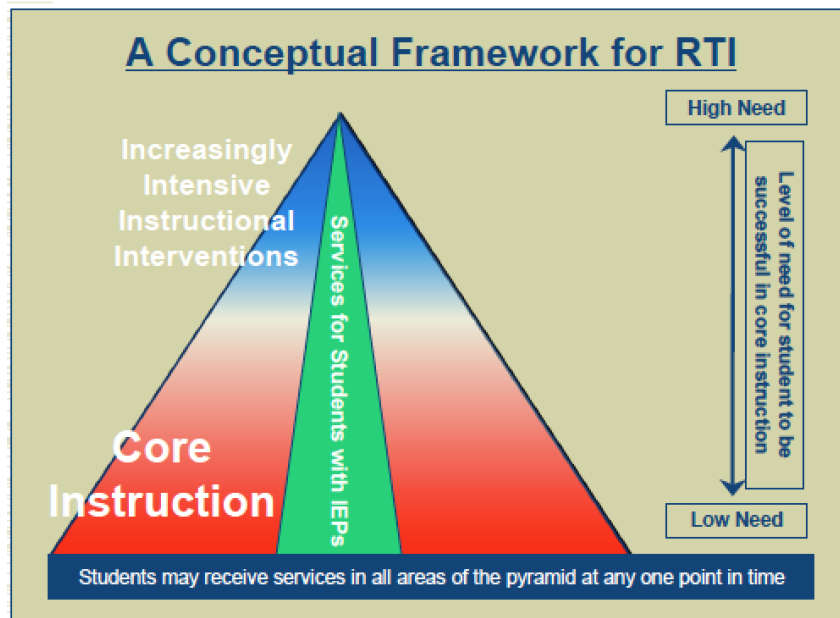 A Conceptual Framework for RTI
High Need
Increasingly
Intensive
Instructional
Interventions
Services for Students with IEPs
Level of need for student to be
successful in core instruction
Core
Instruction
Low Need
Students may receive services in all areas of the pyramid at any one point in time